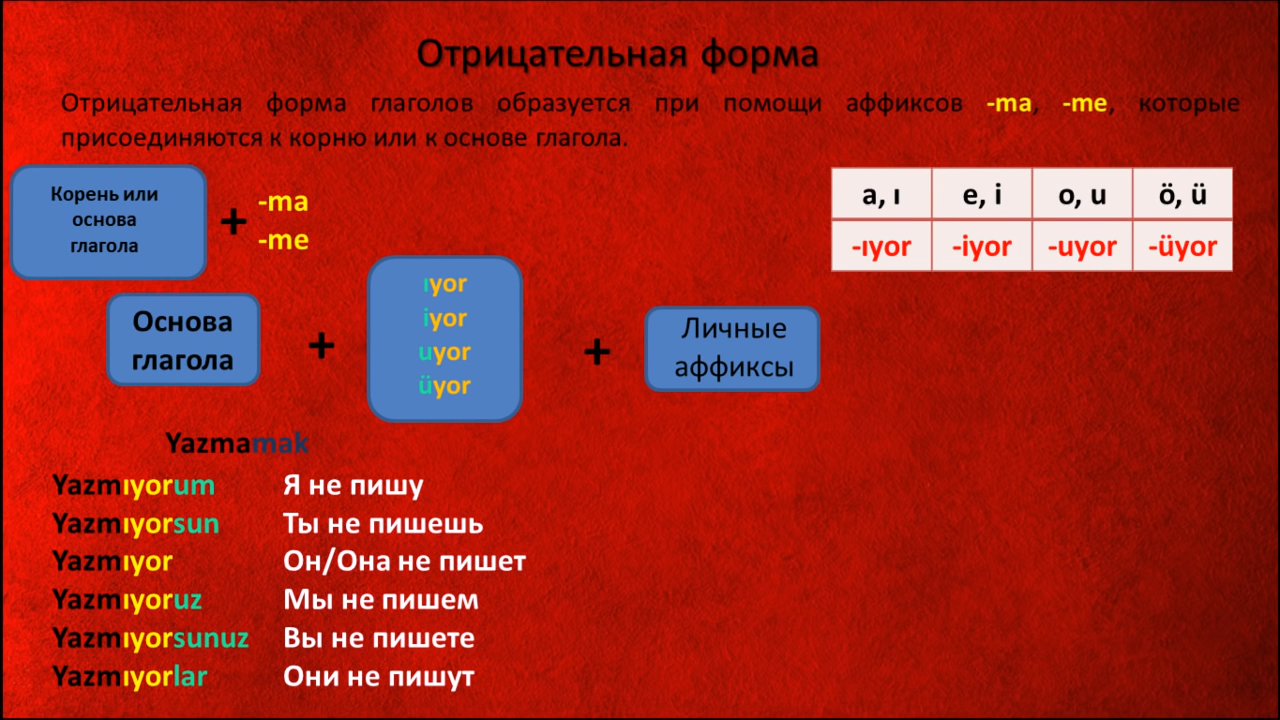 Отрицательная форма
Отрицательная форма глаголов образуется при помощи аффиксов -ma, -me, которые
присоединяются к корню или к основе глагола.
Корень или
основа
глагола
+
-ma
-me
а, ı е, i о, u ö, ü
-ıyor -iyor -uyor -üyor
Основа
глагола
+
ıyor
iyor
uyor
üyor
+
Личные
аффиксы
Yazmamak
Yazmıyorum Я не пишу
Yazmıyorsun Ты не пишешь
Yazmıyor Он/Она не пишет
Yazmıyoruz Мы не пишем
Yazmıyorsunuz Вы не пишете
Yazmıyorlar Они не пишут